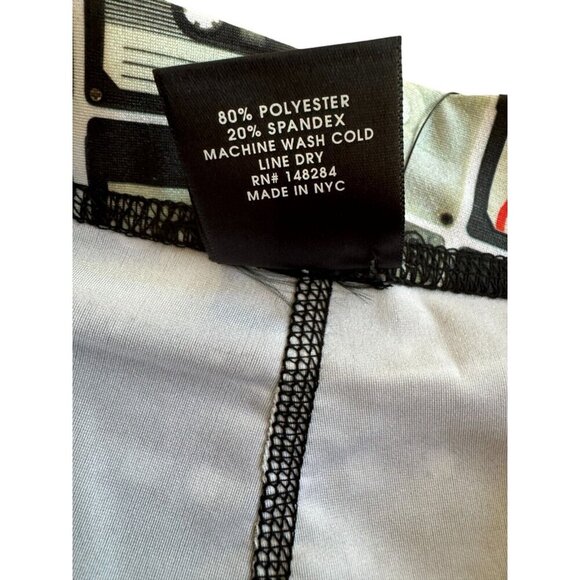 80% POLYESTER
20% SPANDEX
MACHINE WASH COLD
LINE DRY
RN# 148284
MADE IN NYC